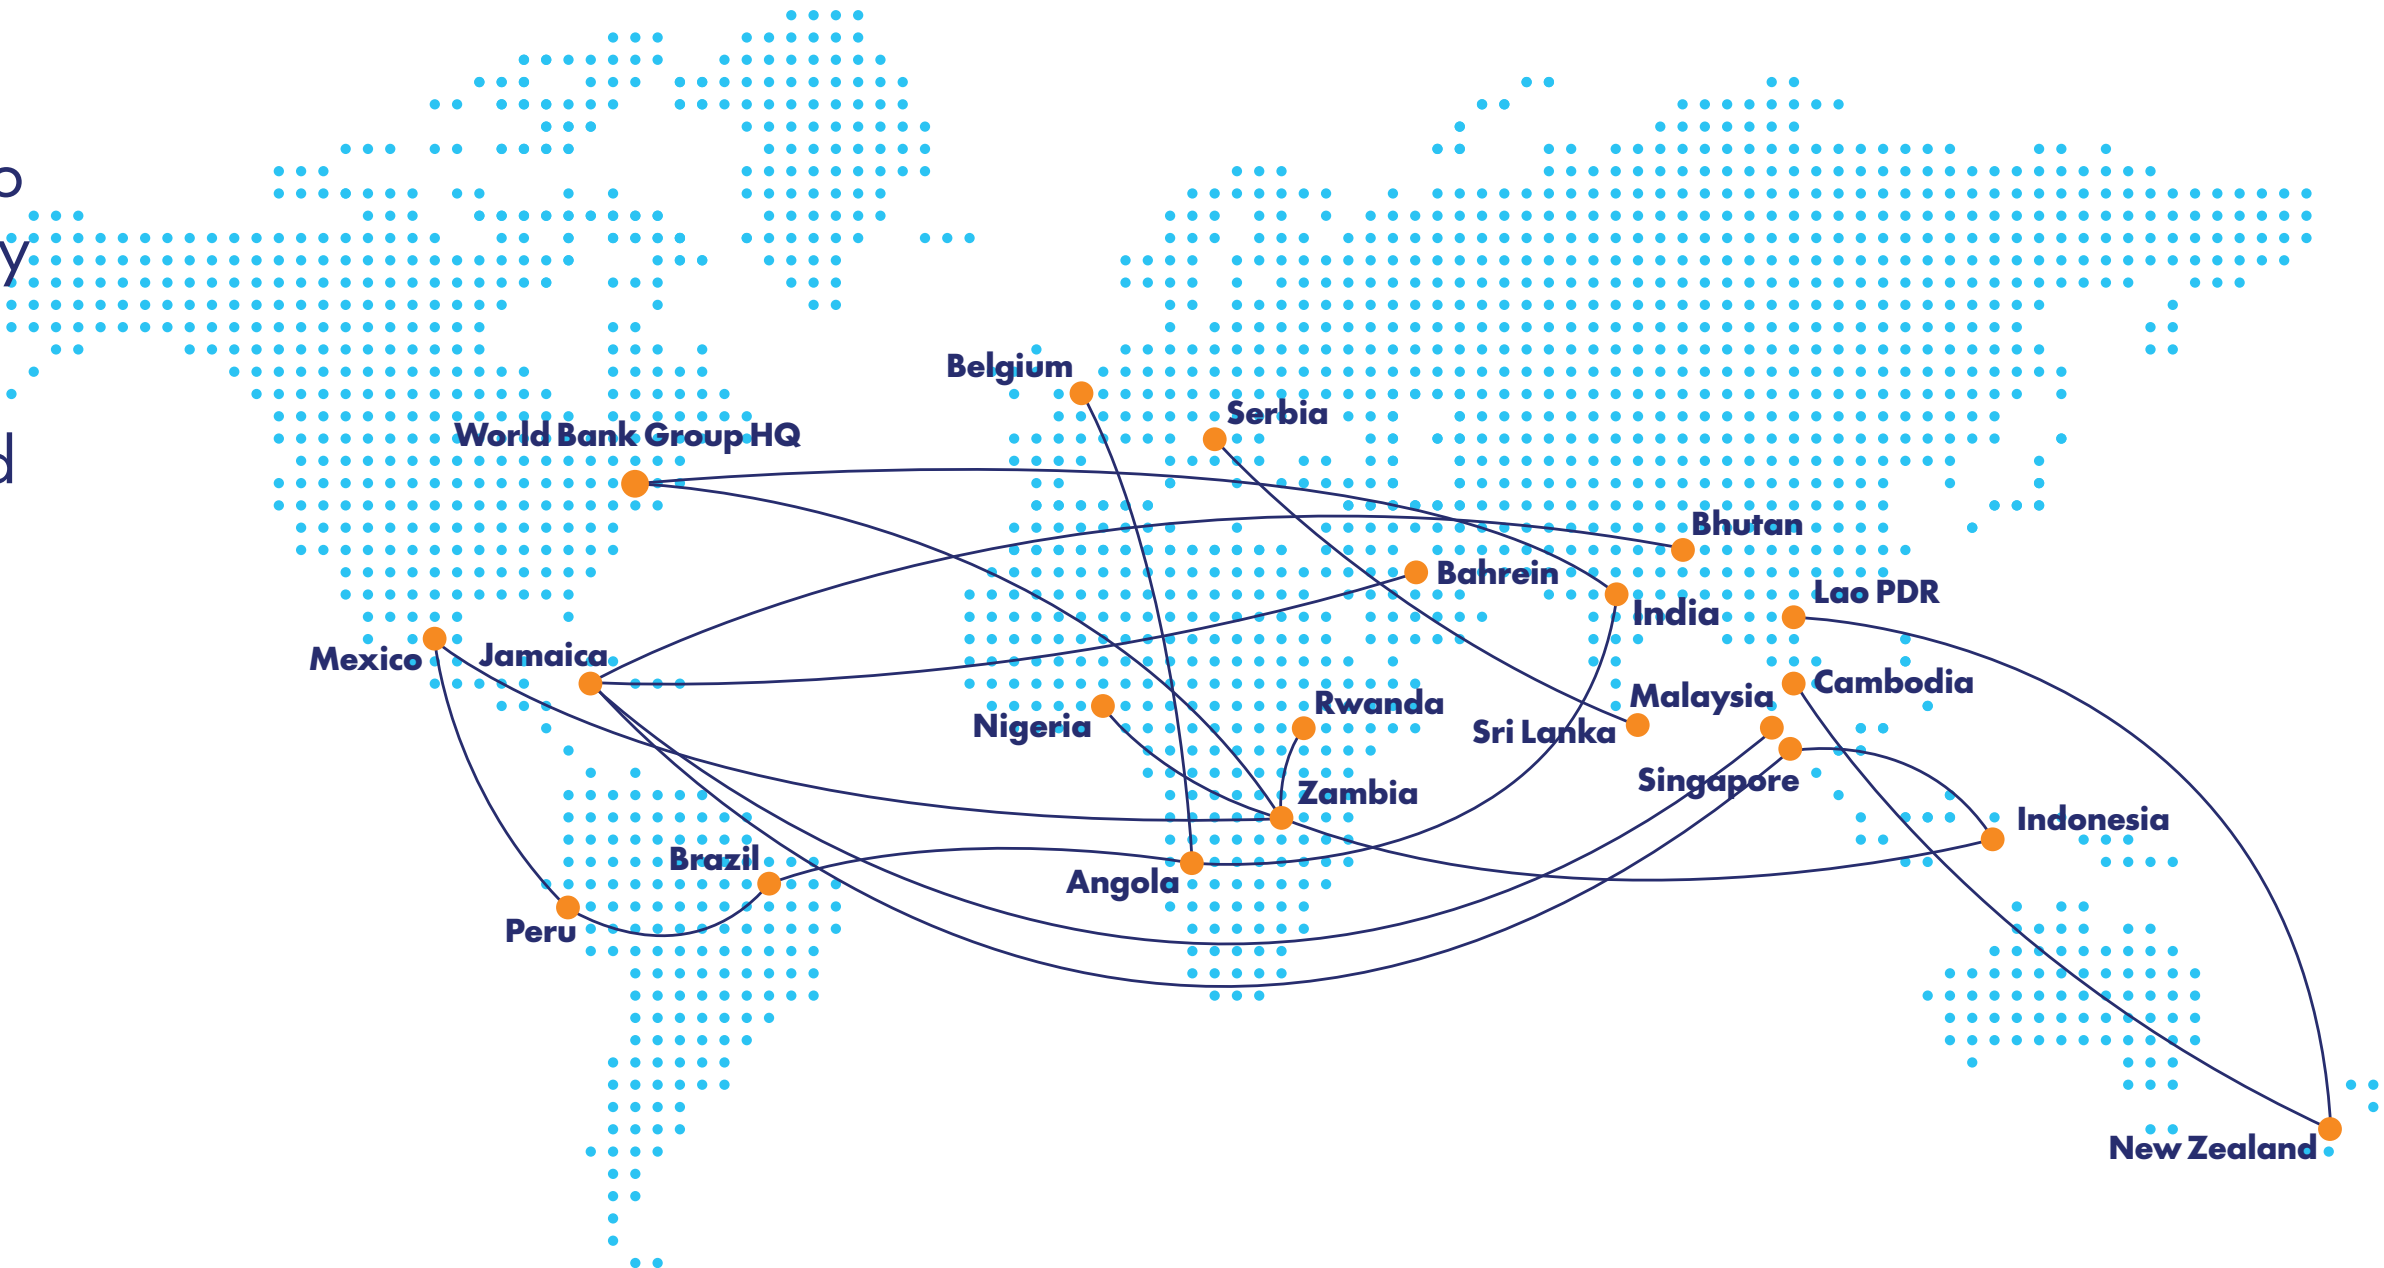 Belgium
Serbia
World Bank Group HQ
Bhutan
Bahrein
Lao PDR
India
Mexico
Jamaica
Cambodia
Malaysia
Rwanda
Nigeria
Sri Lanka
Singapore
Zambia
Indonesia
Brazil
Angola
Peru
New Zealand